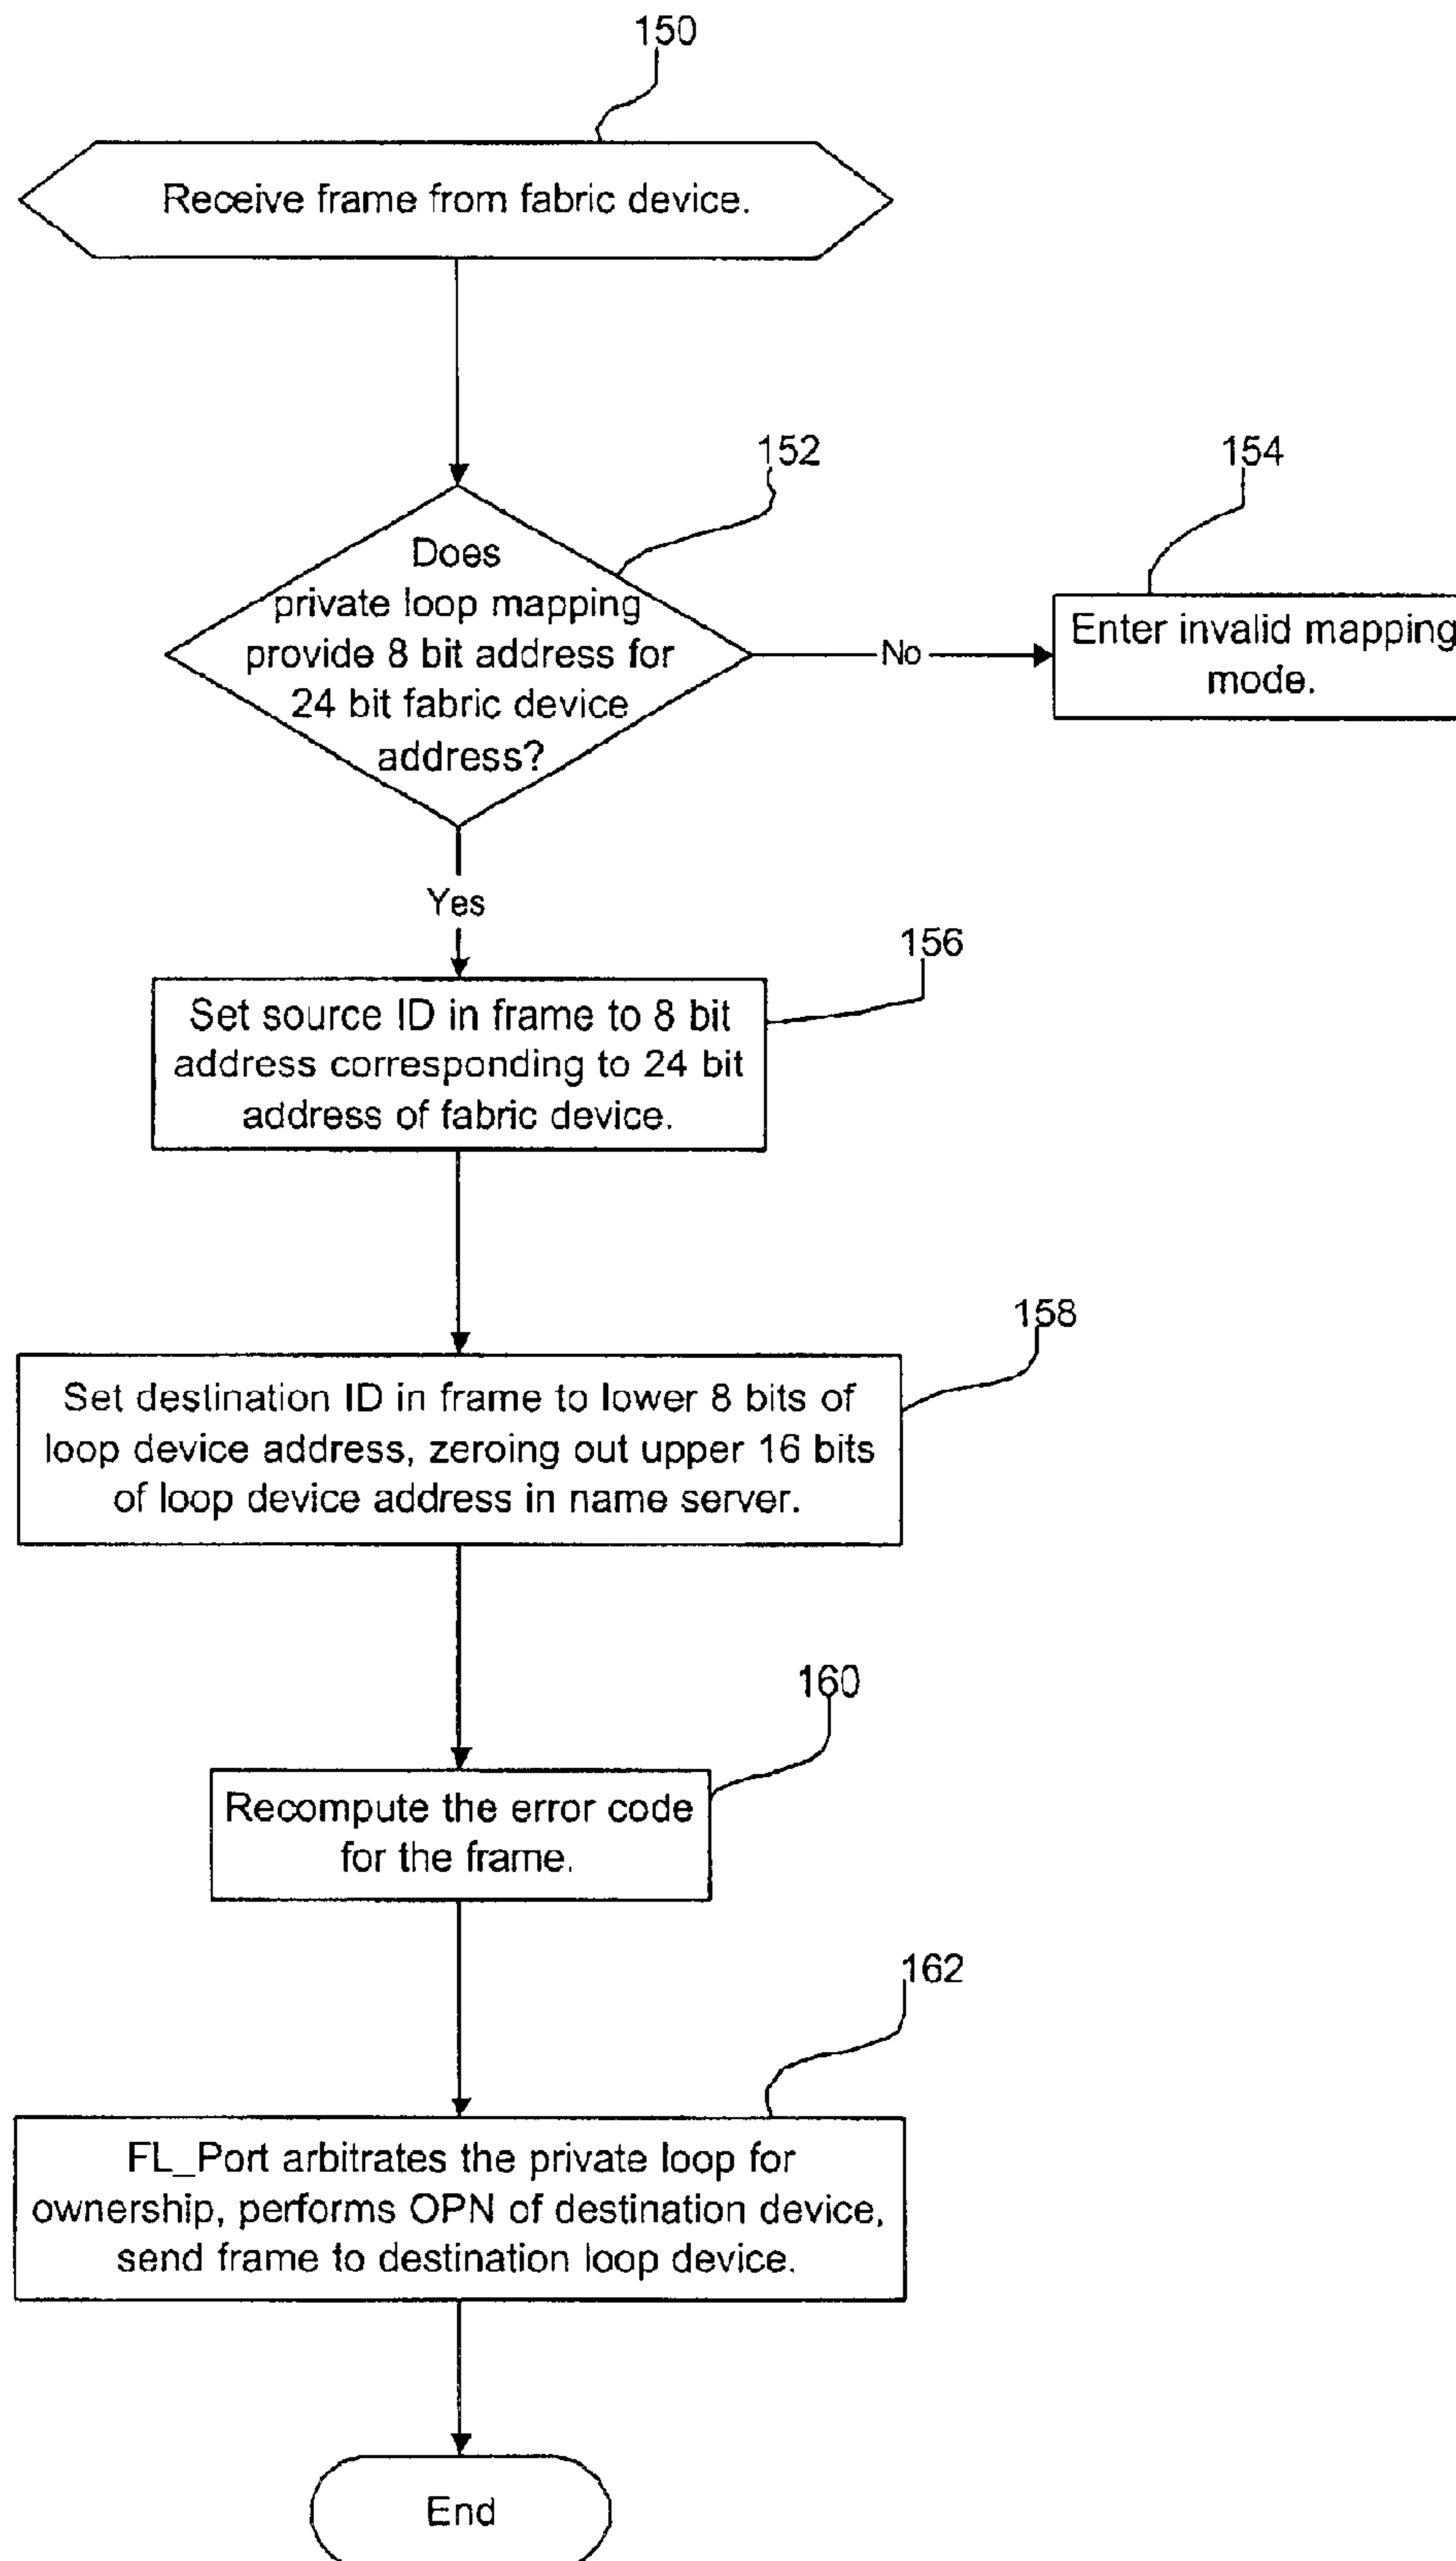 150
Receive frame from fabric device.
152
154
Does
private loop mapping
provide 8 bit address for
24 bit fabric device
address?
No
Enter invalid mapping
mode.
Yes
156
Set source ID in frame to 8 bit
address corresponding to 24 bit
address of fabric device.
158
Set destination ID in frame to lower 8 bits of
loop device address, zeroing out upper 16 bits
of loop device address in name server.
160
Recompute the error code
for the frame.
162
FL_Port arbitrates the private loop for
ownership, performs OPN of destination device,
send frame to destination loop device.
End